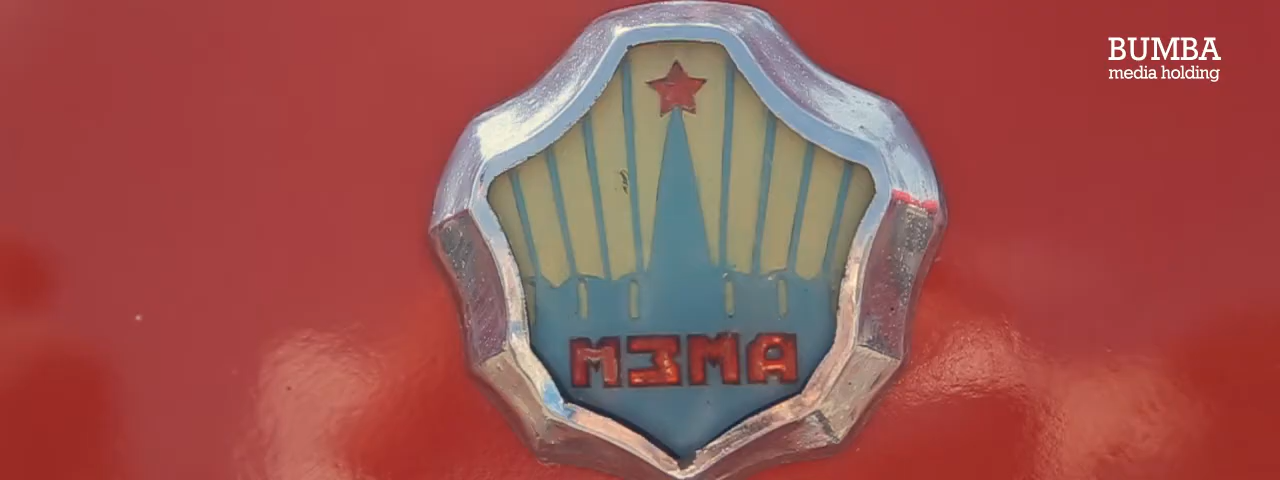 BUMBA
media holding
МЗМА